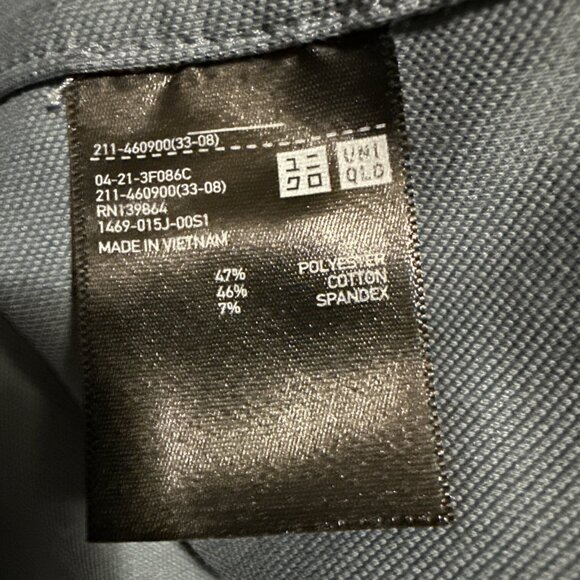 211-460900(33-08)
04-21-3F086C
211-460900(33-08)
RN139864
1469-015J-00S1
MADE IN VIETNAM
ユニ
クロ
UNI
QLO
47% POLYESTER
46% COTTON
7% SPANDEX